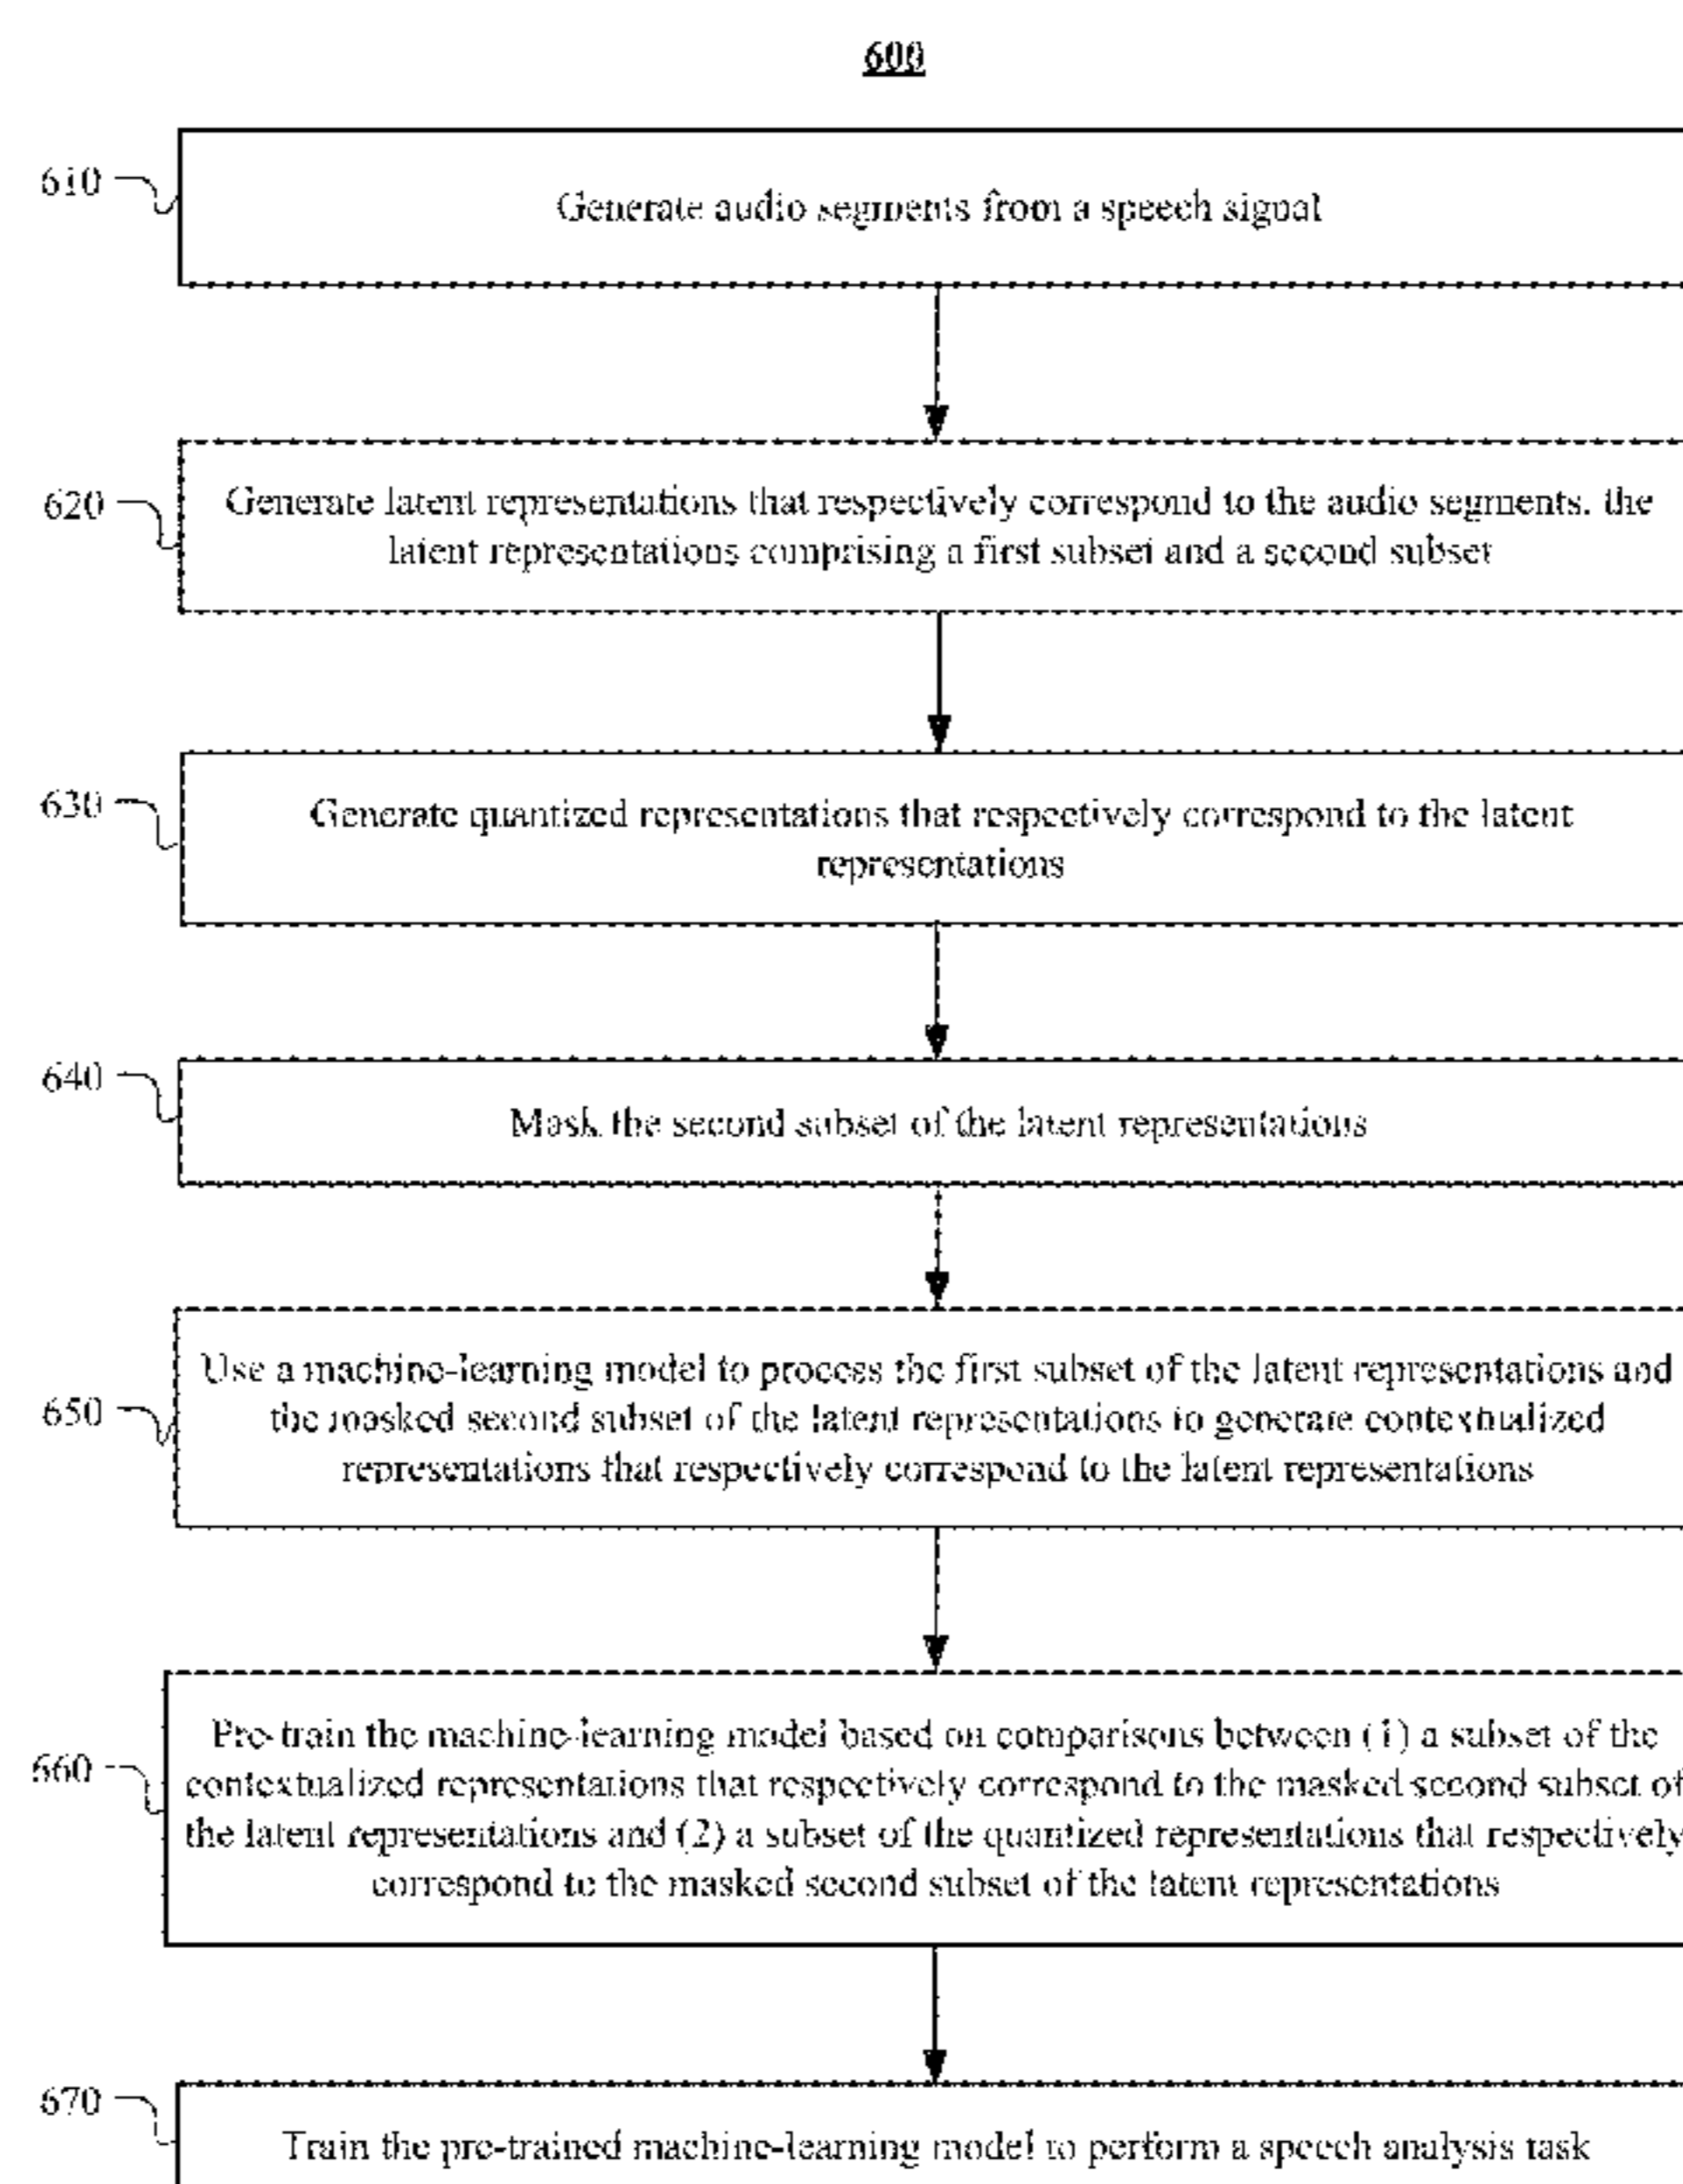 600
610
Generate audio segments from a speech signal
620
Generate latent representations that respectively correspond to the audio segments, the
latent representations comprising a first subset and a second subset
630
Generate quantized representations that respectively correspond to the latent
representations
640
Mask the second subset of the latent representations
650
Use a machine-learning model to process the first subset of the latent representations and
the masked second subset of the latent representations to generate contextualized
representations that respectively correspond to the latent representations
660
Pre-train the machine-learning model based on comparisons between (1) a subset of the
contextualized representations that respectively correspond to the masked second subset of
the latent representations and (2) a subset of the quantized representations that respectively
correspond to the masked second subset of the latent representations
670
Train the pre-trained machine-learning model to perform a speech analysis task